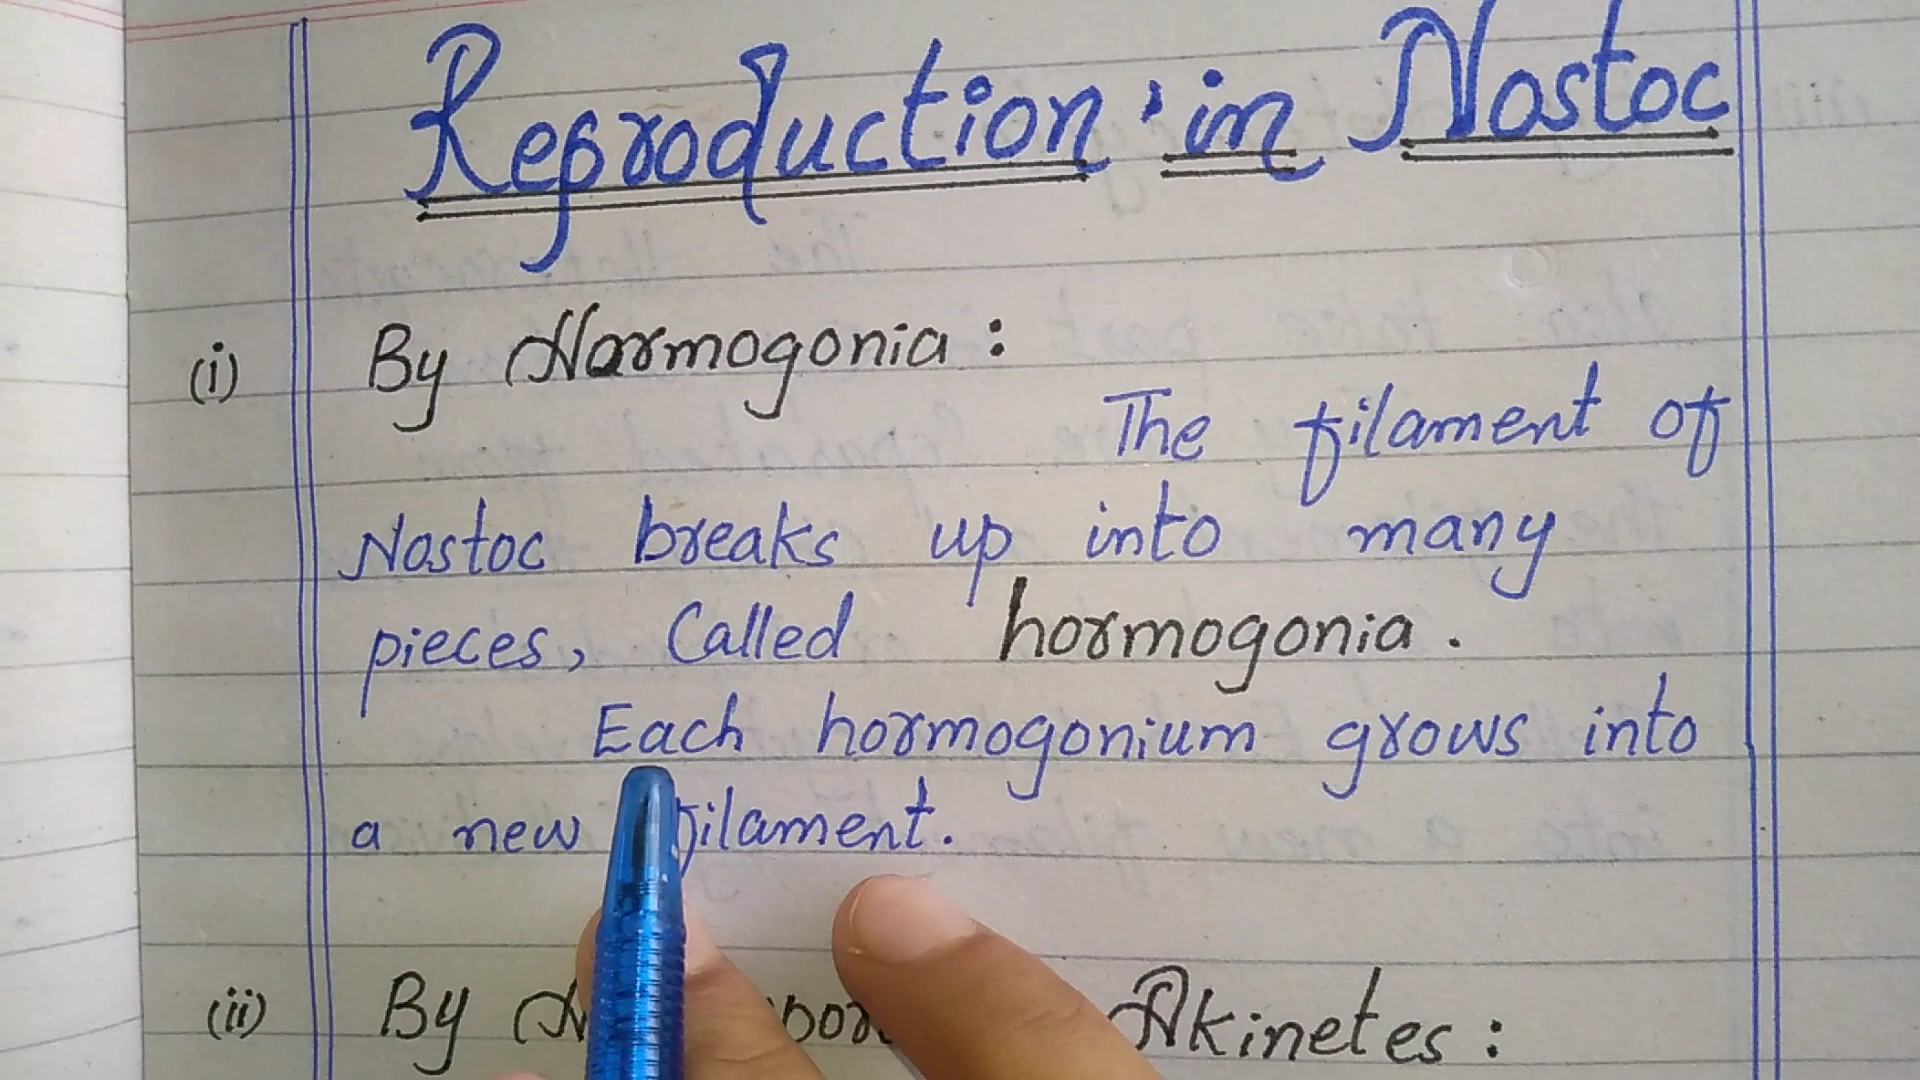 Reproduction in Nostoc
(i) By Hormogonia :
The filament of
Nostoc breaks up into many
pieces, Called hormogonia.
Each hormogonium grows into
a new filament.
(ii) By Akinetes :